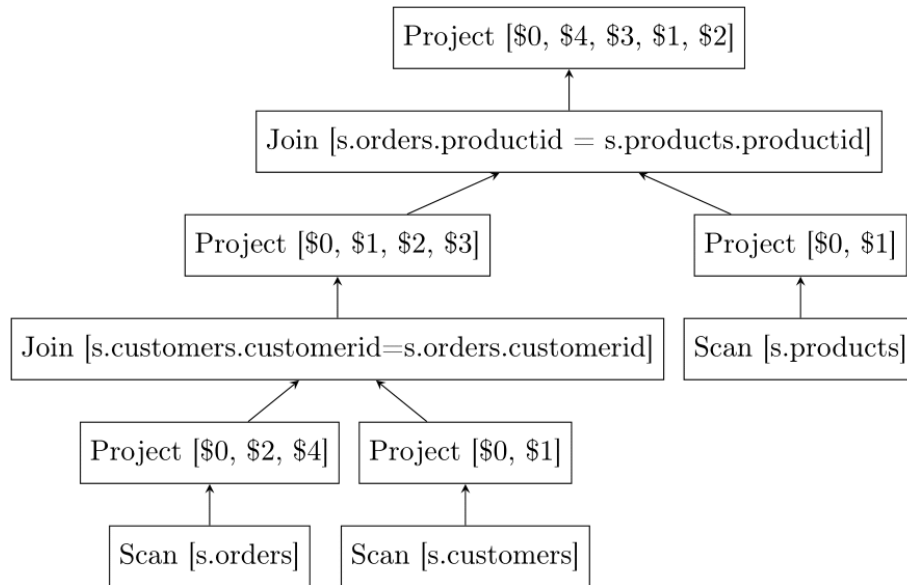 Project [$0, $4, $3, $1, $2]
Join [s.orders.productid = s.products.productid]
Project [$0, $1, $2, $3]
Project [$0, $1]
Join [s.customers.customerid=s.orders.customerid]
Scan [s.products]
Project [$0, $2, $4]
Project [$0, $1]
Scan [s.orders]
Scan [s.customers]